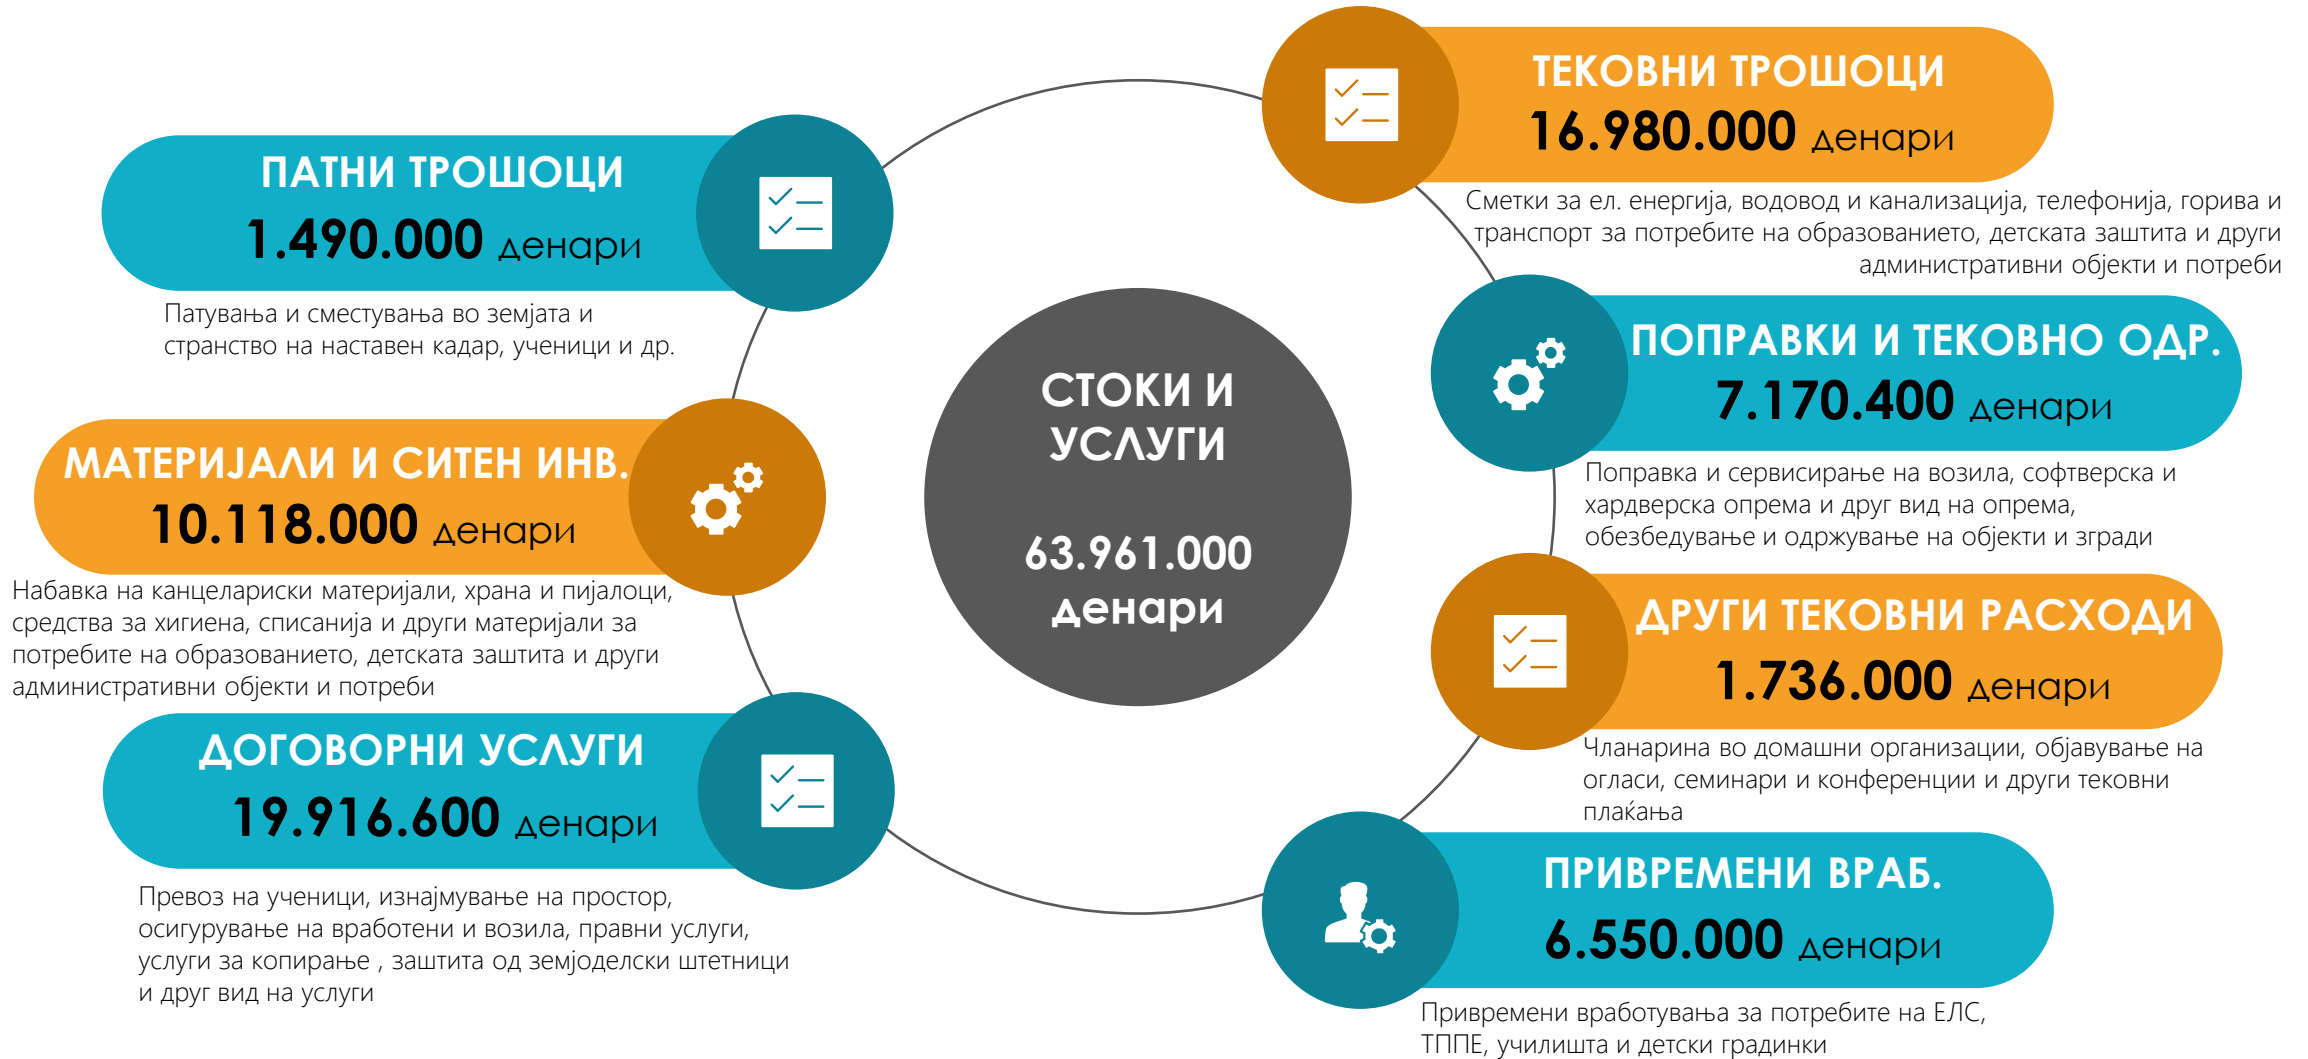 ПАТНИ ТРОШОЦИ
1.490.000 денари
Патувања и сместувања во земјата и
странство на наставен кадар, ученици и др.
МАТЕРИЈАЛИ И СИТЕН ИНВ.
10.118.000 денари
Набавка на канцелариски материјали, храна и пијалоци,
средства за хигиена, списанија и други материјали за
потребите на образованието, детската заштита и други
административни објекти и потреби
ДОГОВОРНИ УСЛУГИ
19.916.600 денари
Превоз на ученици, изнајмување на простор,
осигурување на вработени и возила, правни услуги,
услуги за копирање , заштита од земјоделски штетници
и друг вид на услуги
СТОКИ И
УСЛУГИ
63.961.000
денари
ТЕКОВНИ ТРОШОЦИ
16.980.000 денари
Сметки за ел. енергија, водовод и канализација, телефонија, горива и
транспорт за потребите на образованието, детската заштита и други
административни објекти и потреби
ПОПРАВКИ И ТЕКОВНО ОДР.
7.170.400 денари
Поправка и сервисирање на возила, софтверска и
хардверска опрема и друг вид на опрема,
обезбедување и одржување на објекти и згради
ДРУГИ ТЕКОВНИ РАСХОДИ
1.736.000 денари
Чланарина во домашни организации, објавување на
огласи, семинари и конференции и други тековни
плаќања
ПРИВРЕМЕНИ ВРАБ.
6.550.000 денари
Привремени вработувања за потребите на ЕЛС,
ТППЕ, училишта и детски градинки